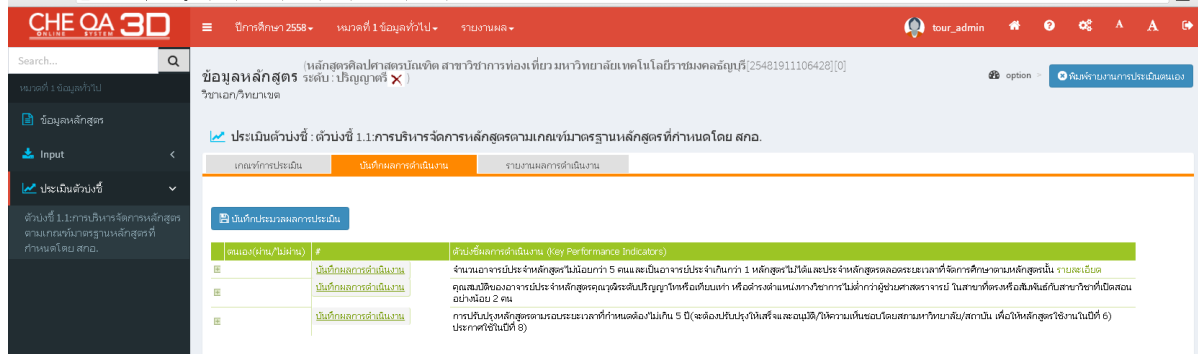 CHE QA 3D
ONLINE SYSTEM
ปีการศึกษา 2558
หมวดที่ 1 ข้อมูลทั่วไป
รายงานผล
tour_admin
A
A
Search...
หมวดที่ 1 ข้อมูลทั่วไป
ข้อมูลหลักสูตร
Input
ประเมินตัวบ่งชี้
ตัวบ่งชี้ 1.1:การบริหารจัดการหลักสูตร
ตามเกณฑ์มาตรฐานหลักสูตรที่
กำหนดโดย สกอ.
ข้อมูลหลักสูตร (หลักสูตรศิลปศาสตรบัณฑิต สาขาวิชาการท่องเที่ยว มหาวิทยาลัยเทคโนโลยีราชมงคลธัญบุรี[25481911106428][0]
ระดับ : ปริญญาตรี )
วิชาเอก/วิทยาเขต
option
พิมพ์รายงานการประเมินตนเอง
ประเมินตัวบ่งชี้ : ตัวบ่งชี้ 1.1:การบริหารจัดการหลักสูตรตามเกณฑ์มาตรฐานหลักสูตรที่กำหนดโดย สกอ.
เกณฑ์การประเมิน
บันทึกผลการดำเนินงาน
รายงานผลการดำเนินงาน
บันทึกประมวลผลการประเมิน
ตนเอง(ผ่าน/ไม่ผ่าน) # ตัวบ่งชี้ผลการดำเนินงาน (Key Performance Indicators)
บันทึกผลการดำเนินงาน จำนวนอาจารย์ประจำหลักสูตรไม่น้อยกว่า 5 คนและเป็นอาจารย์ประจำเกินกว่า 1 หลักสูตรไม่ได้และประจำหลักสูตรตลอดระยะเวลาที่จัดการศึกษาตามหลักสูตรนั้น รายละเอียด
บันทึกผลการดำเนินงาน คุณสมบัติของอาจารย์ประจำหลักสูตรคุณวุฒิระดับปริญญาโทหรือเทียบเท่า หรือดำรงตำแหน่งทางวิชาการไม่ต่ำกว่าผู้ช่วยศาสตราจารย์ ในสาขาที่ตรงหรือสัมพันธ์กับสาขาวิชาที่เปิดสอน
อย่างน้อย 2 คน
บันทึกผลการดำเนินงาน การปรับปรุงหลักสูตรตามรอบระยะเวลาที่กำหนดต้องไม่เกิน 5 ปี(จะต้องปรับปรุงให้เสร็จและอนุมัติ/ให้ความเห็นชอบโดยสภามหาวิทยาลัย/สถาบัน เพื่อให้หลักสูตรใช้งานในปีที่ 6)
ประกาศใช้ในปีที่ 8)